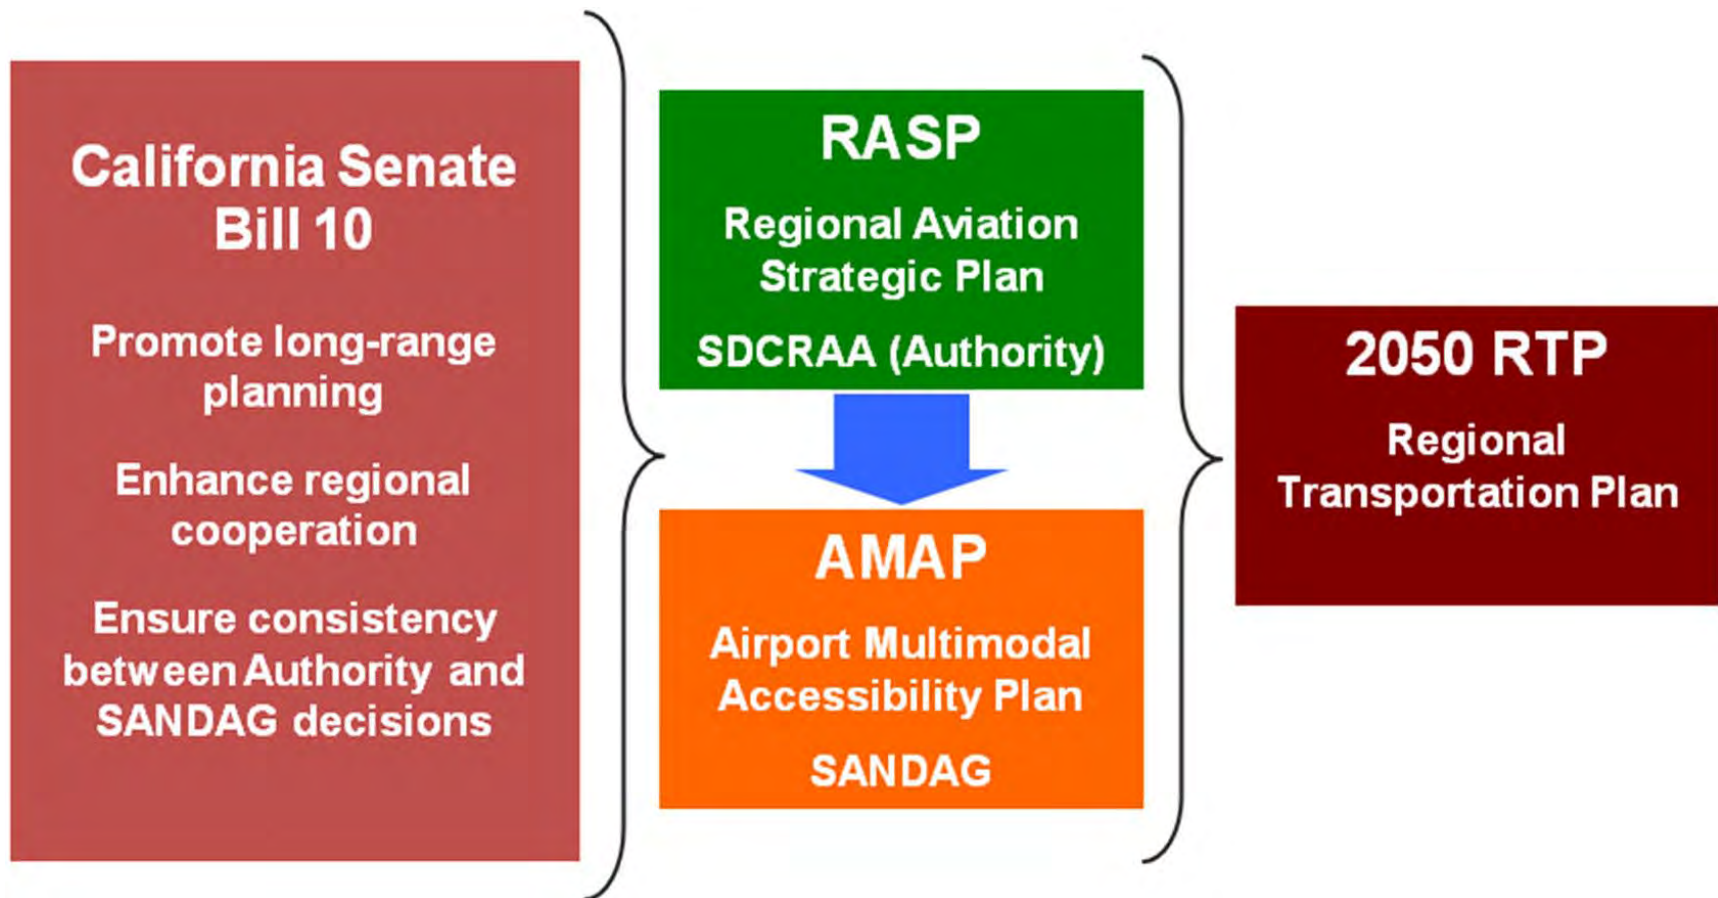 California Senate
Bill 10
Promote long-range
planning
Enhance regional
cooperation
Ensure consistency
between Authority and
SANDAG decisions
RASP
Regional Aviation
Strategic Plan
SDCRAA (Authority)
AMAP
Airport Multimodal
Accessibility Plan
SANDAG
2050 RTP
Regional
Transportation Plan